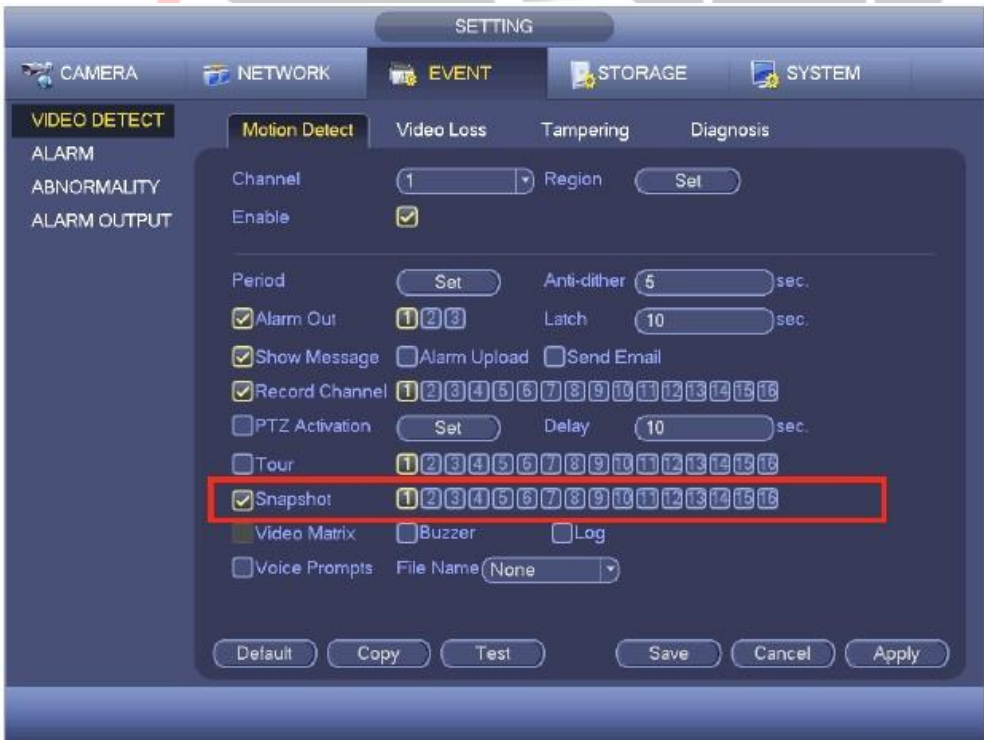 SETTING
CAMERA NETWORK EVENT STORAGE SYSTEM
VIDEO DETECT
ALARM
ABNORMALITY
ALARM OUTPUT
Motion Detect Video Loss Tampering Diagnosis
Channel 1 Region Set
Enable
Period Set Anti-dither 5 sec.
Alarm Out 1 2 3 Latch 10 sec.
Show Message Alarm Upload Send Email
Record Channel 1 2 3 4 5 6 7 8 9 10 11 12 13 14 15 16
PTZ Activation Set Delay 10 sec.
Tour 1 2 3 4 5 6 7 8 9 10 11 12 13 14 15 16
Snapshot 1 2 3 4 5 6 7 8 9 10 11 12 13 14 15 16
Video Matrix Buzzer Log
Voice Prompts File Name None
Default Copy Test Save Cancel Apply